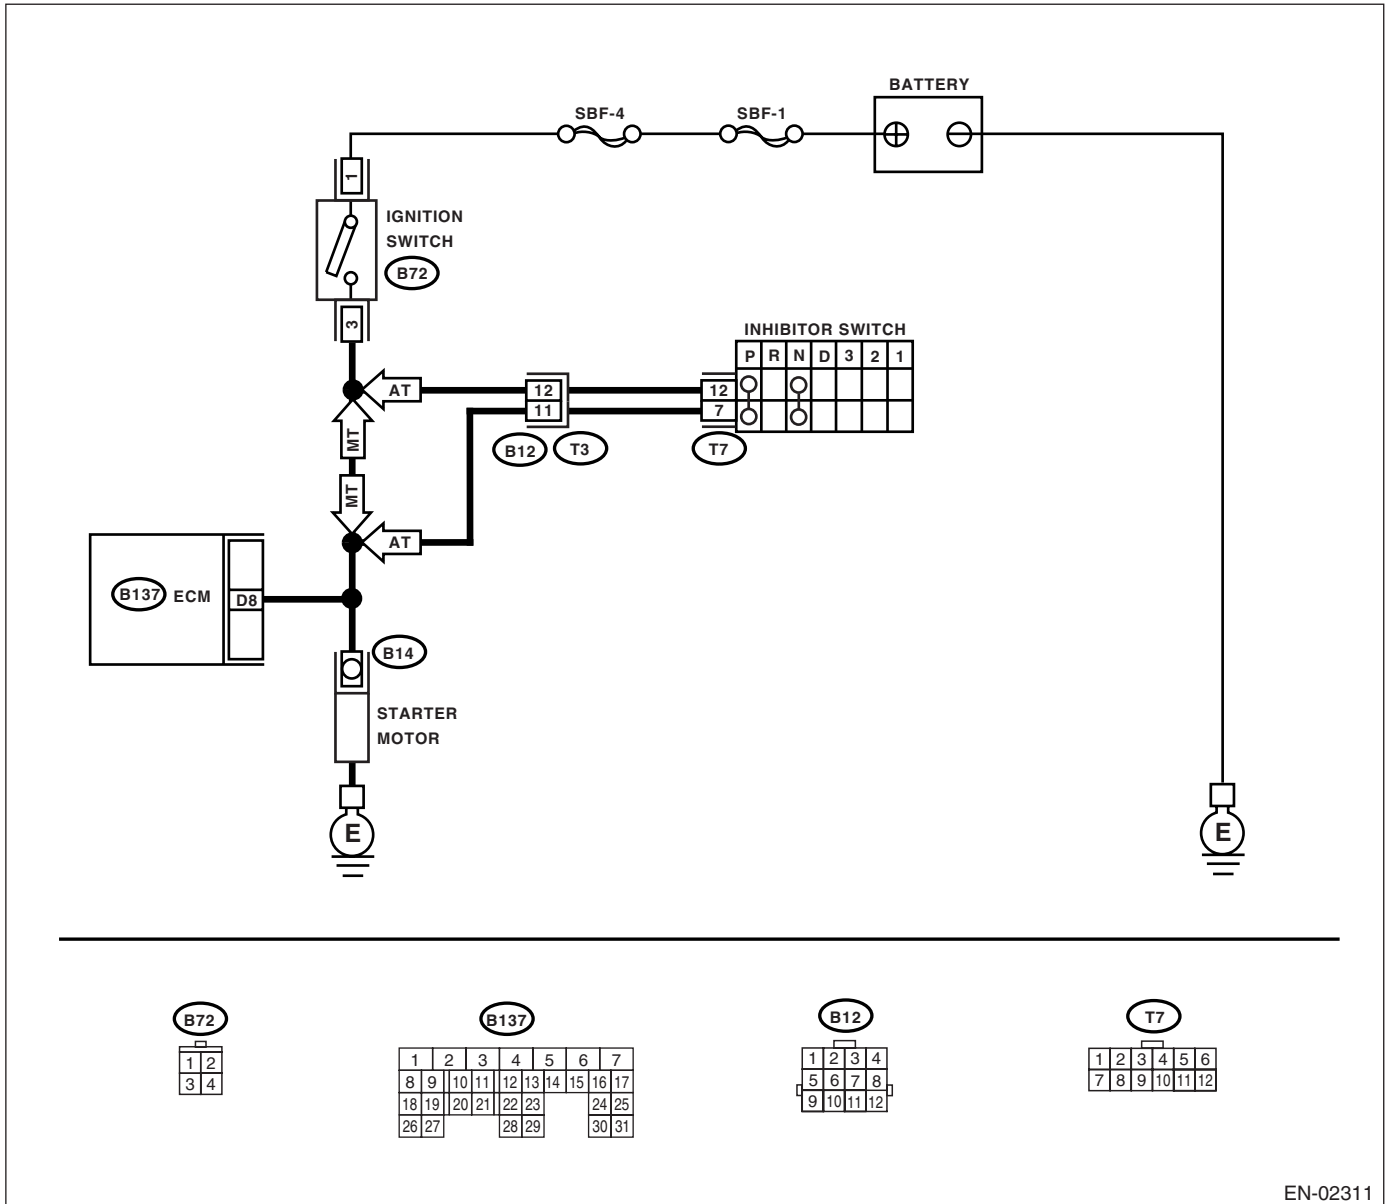 BATTERY
SBF-4
SBF-1
1
IGNITION
SWITCH
B72
3
INHIBITOR SWITCH
P R N D 3 2 1
AT
12
12
11
7
MT
B12
T3
T7
MT
AT
B137
ECM
D8
B14
STARTER
MOTOR
E
E
B72
1 2
3 4
B137
1 2 3 4 5 6 7
8 9 10 11 12 13 14 15 16 17
18 19 20 21 22 23 24 25
26 27 28 29 30 31
B12
1 2 3 4
5 6 7 8
9 10 11 12
T7
1 2 3 4 5 6
7 8 9 10 11 12
EN-02311